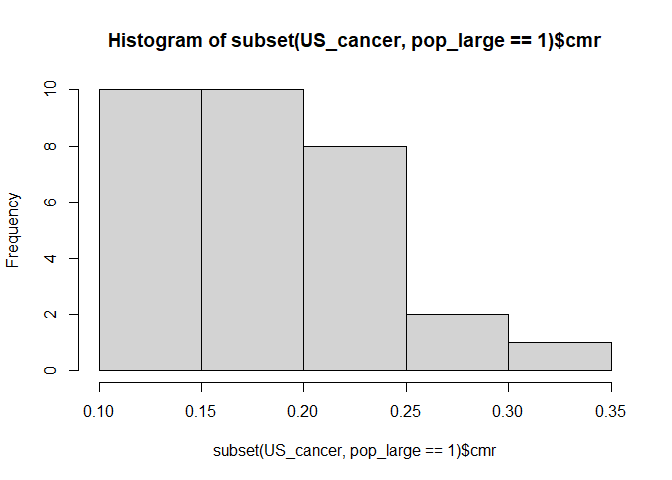 Histogram of subset(US_cancer, pop_large == 1)$cmr
Frequency
10
8
6
4
2
0
0.10 0.15 0.20 0.25 0.30 0.35
subset(US_cancer, pop_large == 1)$cmr